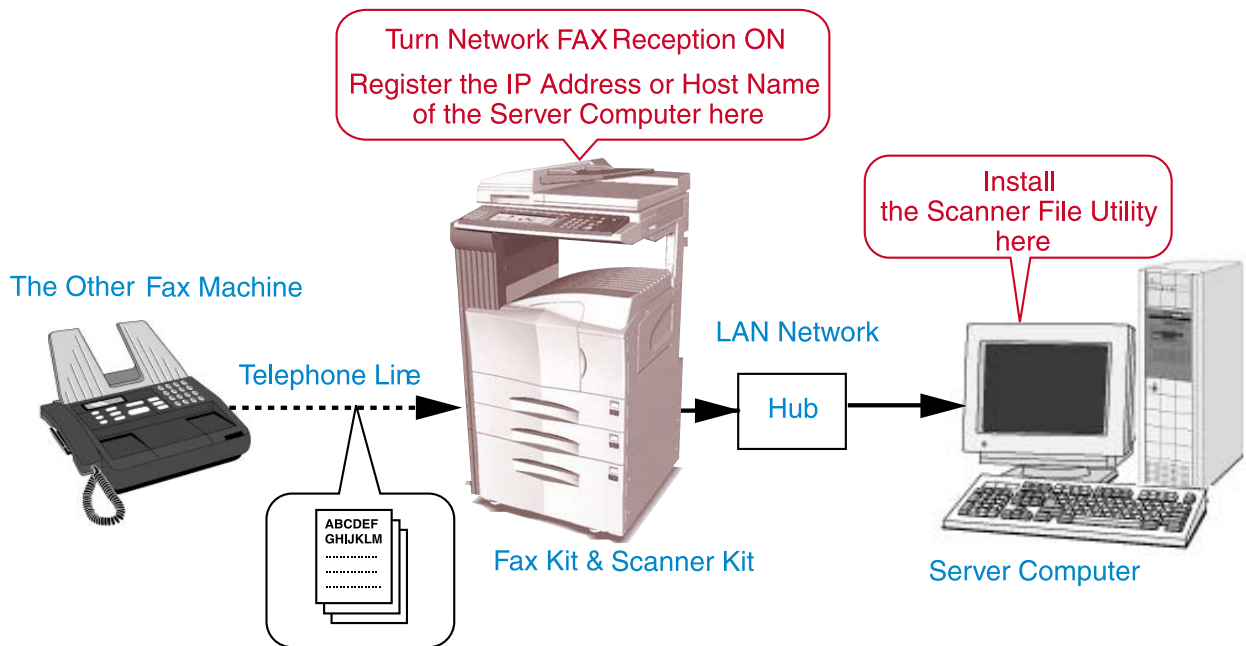 Turn Network FAX Reception ON
Register the IP Address or Host Name
of the Server Computer here
Install
the Scanner File Utility
here
The Other Fax Machine
Telephone Line
LAN Network
Hub
ABCDEF
GHIJKLM
Fax Kit & Scanner Kit
Server Computer